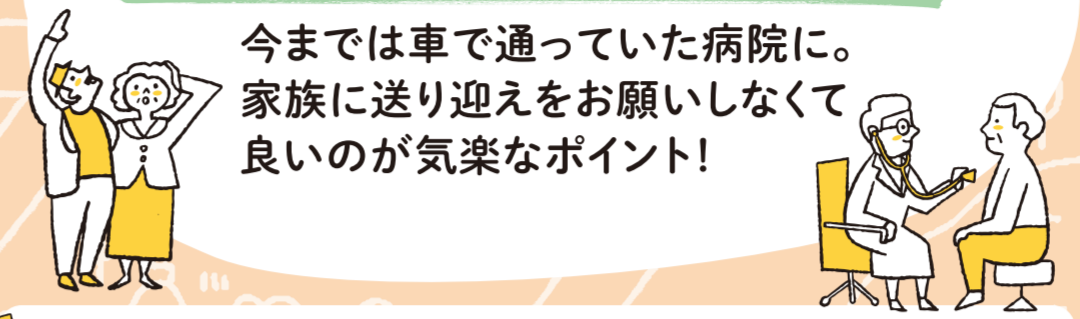 今までは車で通っていた病院に。
家族に送り迎えをお願いしなくて
良いのが気楽なポイント!